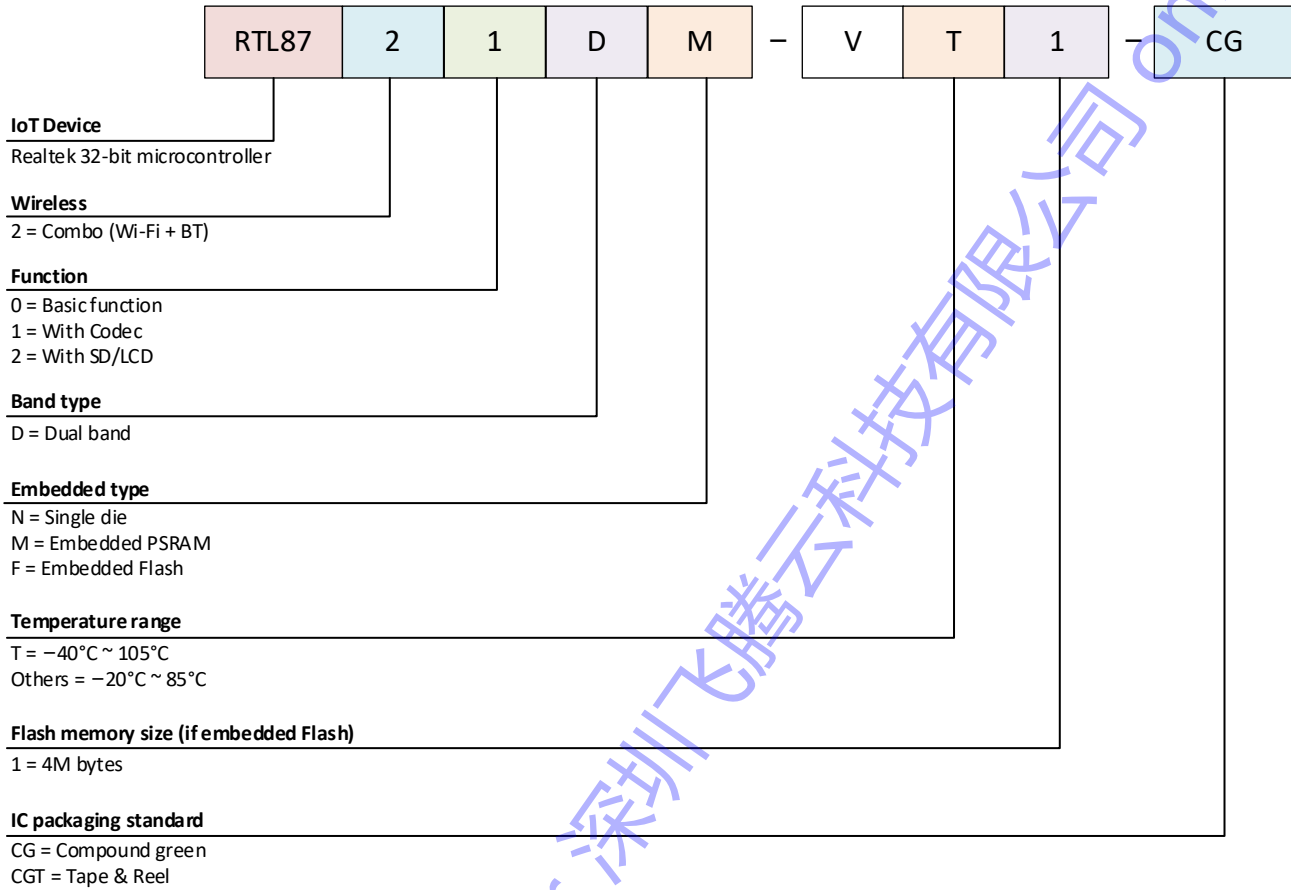 RTL87 2 1 D M – V T 1 – CG
IoT Device
Realtek 32-bit microcontroller
Wireless
2 = Combo (Wi-Fi + BT)
Function
0 = Basic function
1 = With Codec
2 = With SD/LCD
Band type
D = Dual band
Embedded type
N = Single die
M = Embedded PSRAM
F = Embedded Flash
Temperature range
T = −40°C ~ 105°C
Others = −20°C ~ 85°C
Flash memory size (if embedded Flash)
1 = 4M bytes
IC packaging standard
CG = Compound green
CGT = Tape & Reel
深圳飞腾云科技有限公司